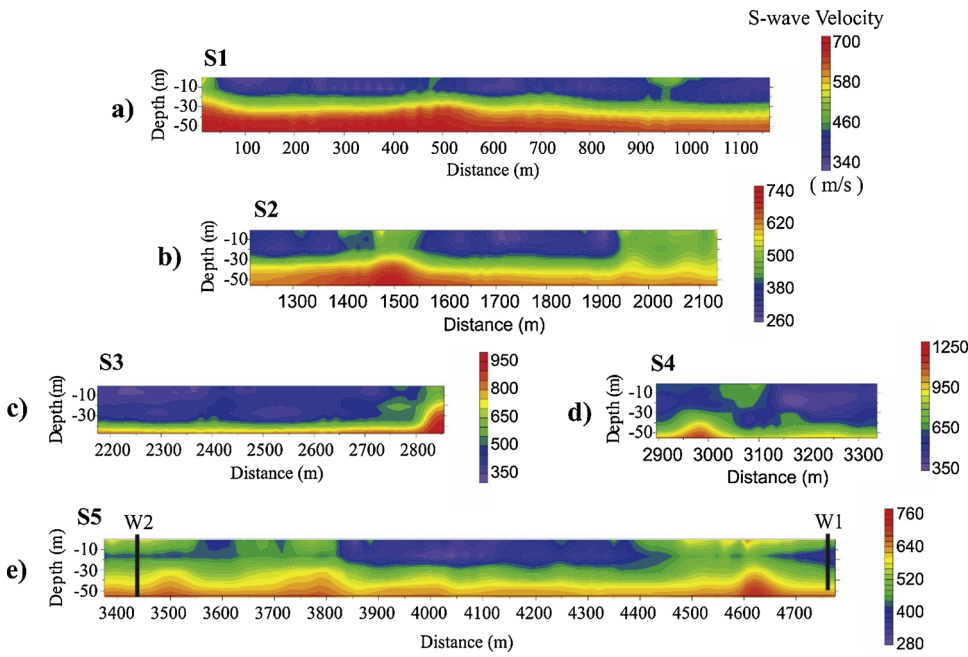 S-wave Velocity
S1
a)
Depth (m)
-10
-30
-50
100 200 300 400 500 600 700 800 900 1000 1100
Distance (m)
700
580
460
340
( m/s )
S2
b)
Depth (m)
-10
-30
-50
1300 1400 1500 1600 1700 1800 1900 2000 2100
Distance (m)
740
620
500
380
260
S3
c)
Depth (m)
-10
-30
2200 2300 2400 2500 2600 2700 2800
Distance (m)
950
800
650
500
350
S4
d)
Depth (m)
-10
-30
-50
2900 3000 3100 3200 3300
Distance (m)
1250
950
650
350
S5
W2
W1
e)
Depth (m)
-10
-30
-50
3400 3500 3600 3700 3800 3900 4000 4100 4200 4300 4400 4500 4600 4700
Distance (m)
760
640
520
400
280